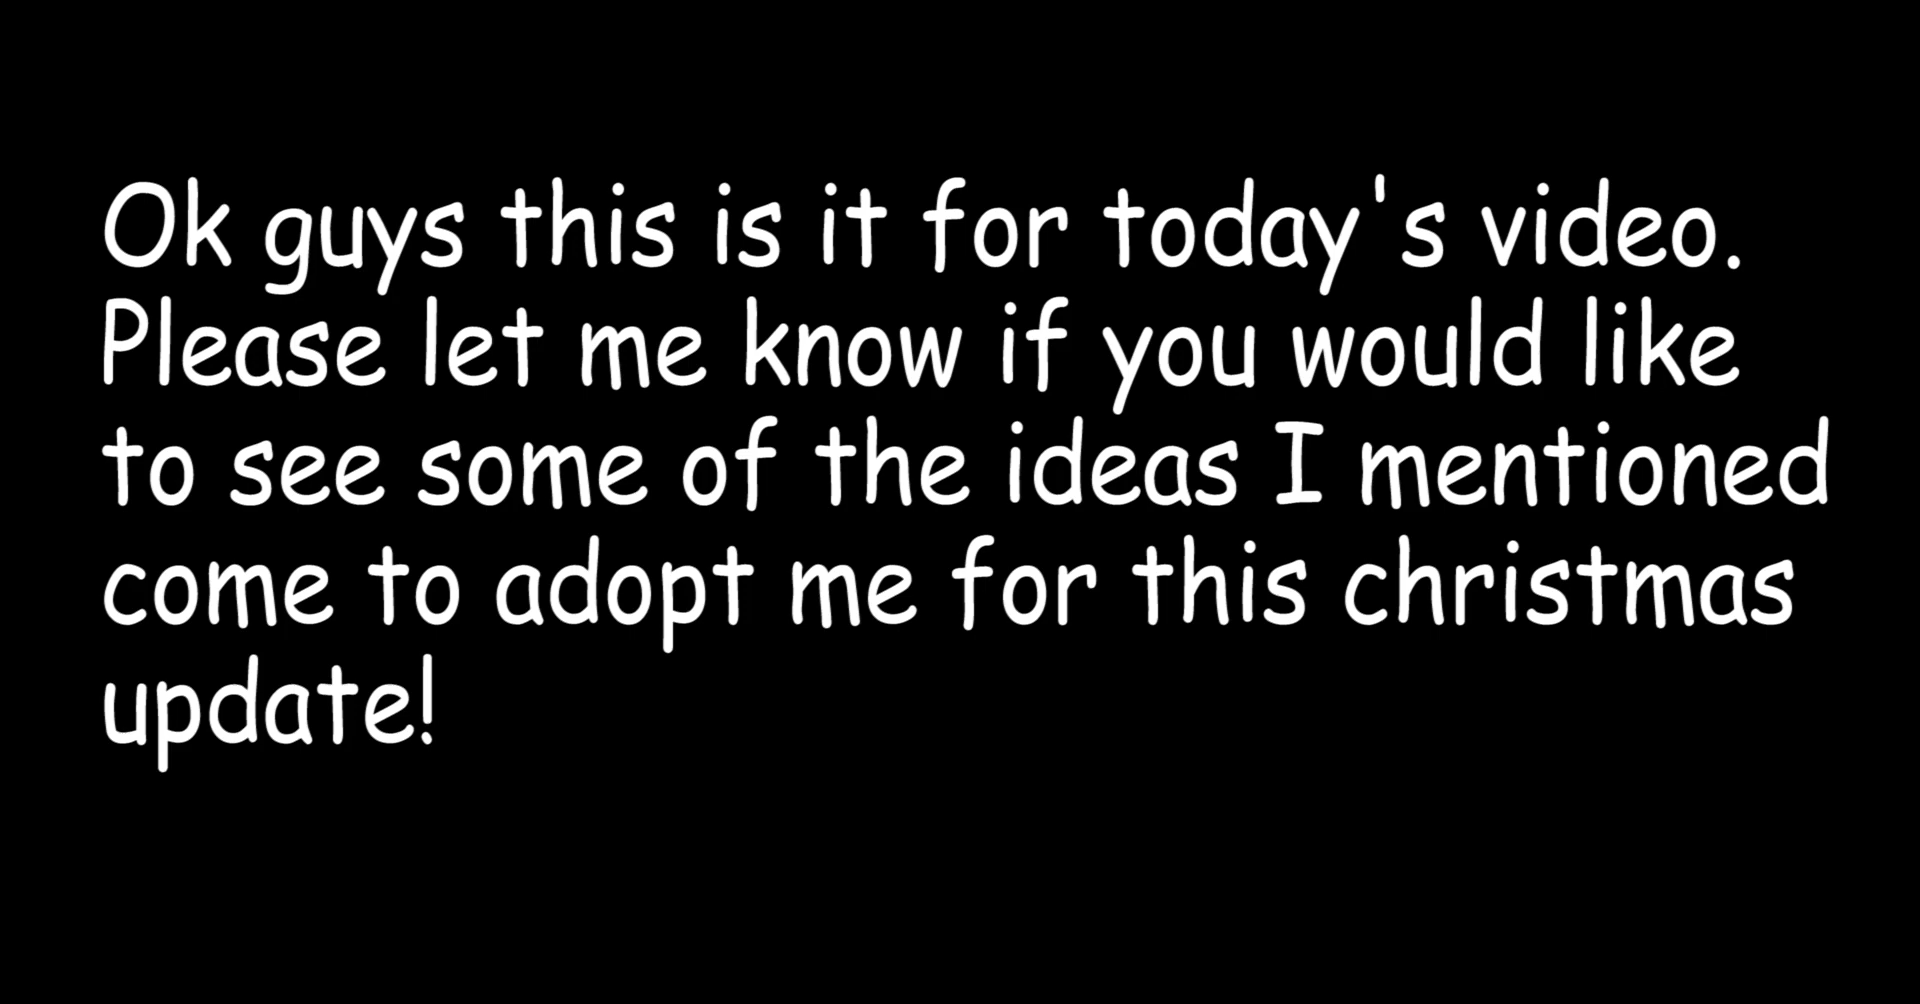 Ok guys this is it for today's video.
Please let me know if you would like
to see some of the ideas I mentioned
come to adopt me for this christmas
update!